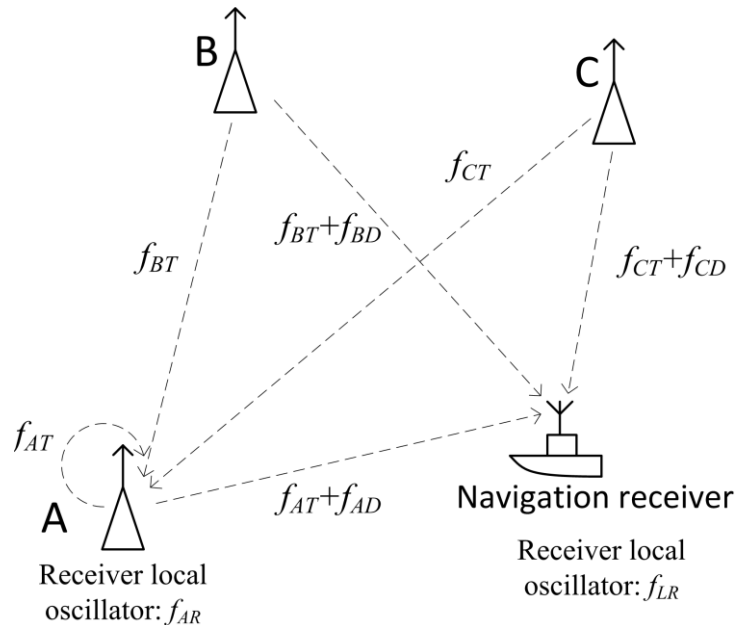 B
C
f_CT
f_BT+f_BD
f_BT
f_CT+f_CD
f_AT
A
f_AT+f_AD
Navigation receiver
Receiver local
oscillator: f_AR
Receiver local
oscillator: f_LR